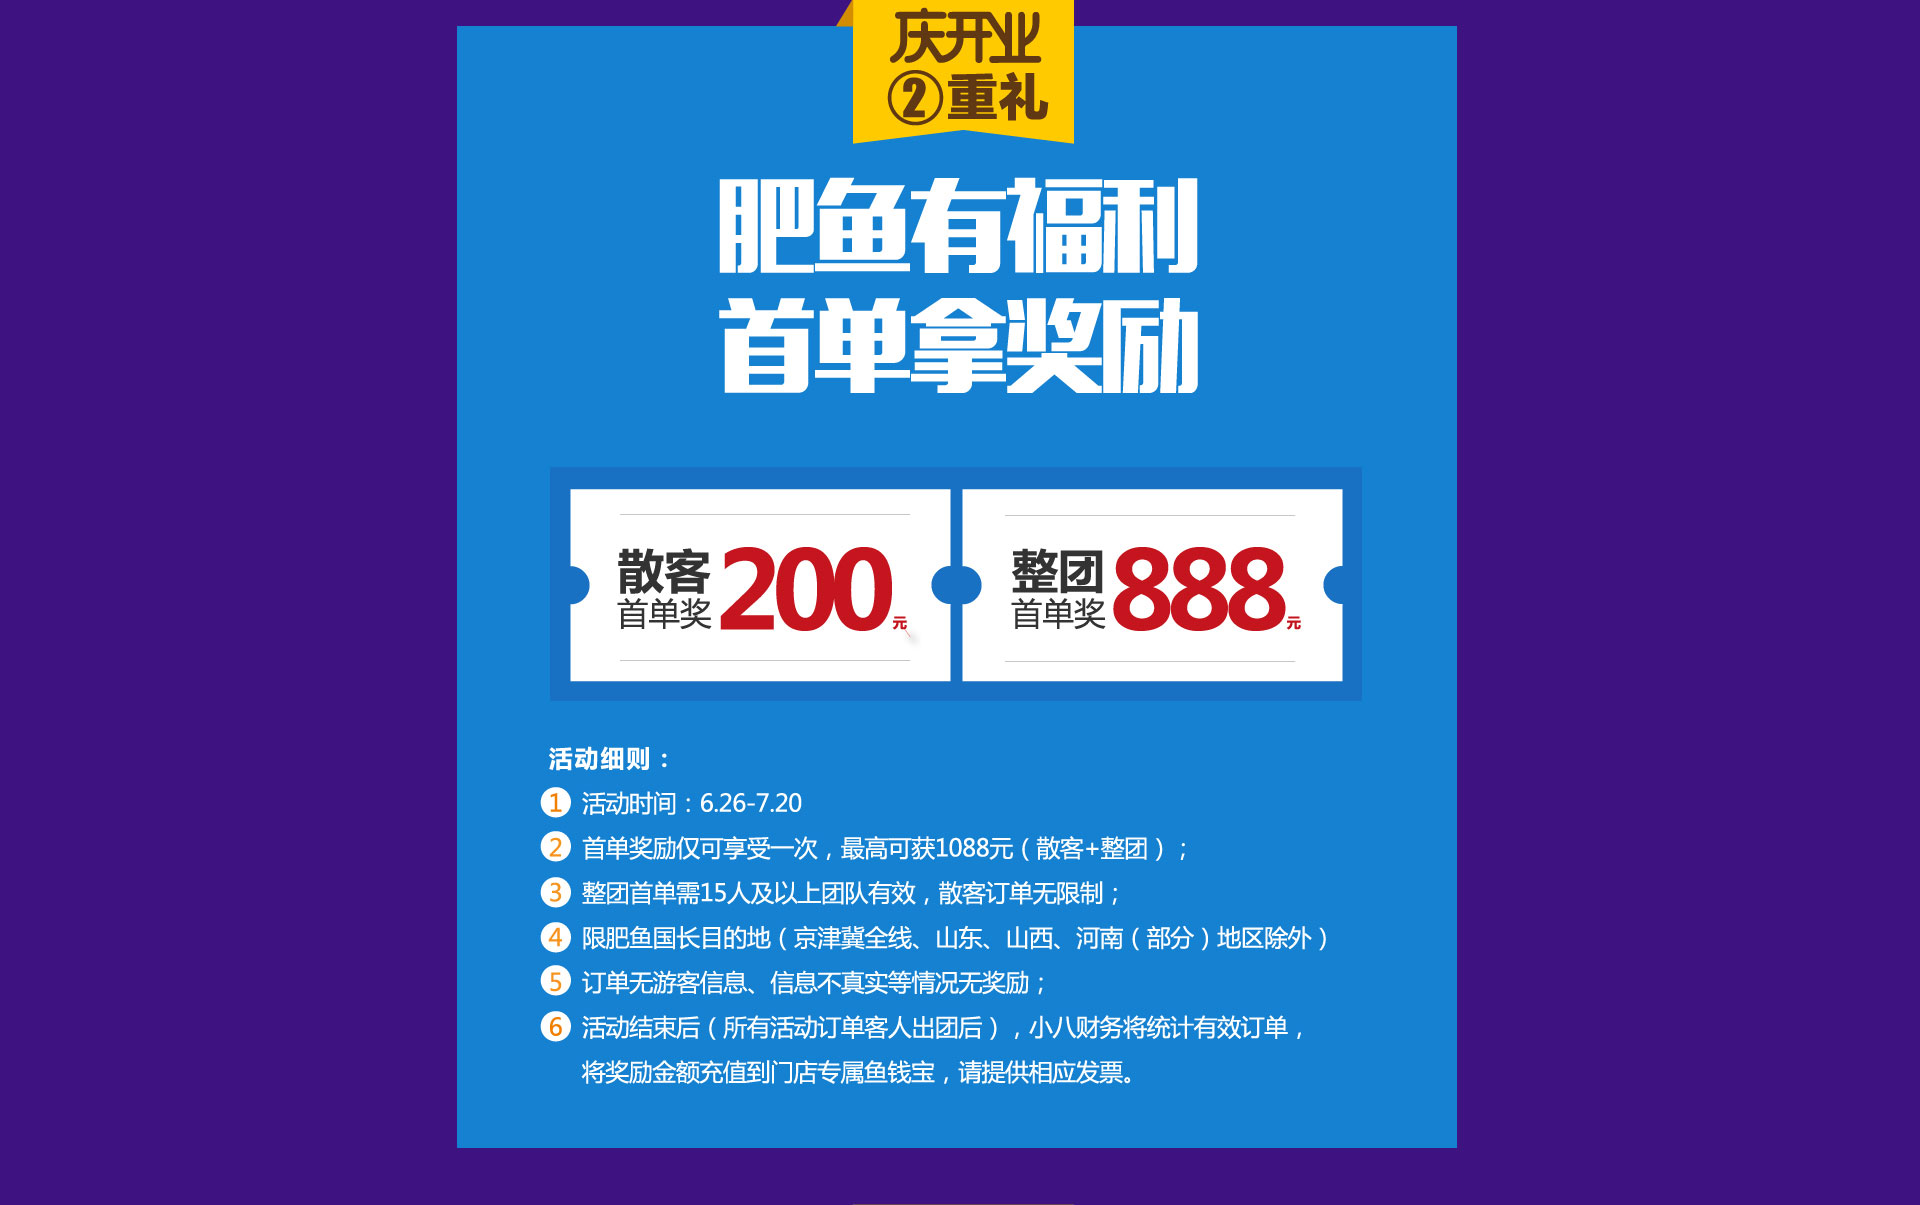 庆开业
②重礼
肥鱼有福利
首单拿奖励
散客
首单奖
200元
整团
首单奖
888元
活动细则：
1 活动时间：6.26-7.20
2 首单奖励仅可享受一次，最高可获1088元（散客+整团）；
3 整团首单需15人及以上团队有效，散客订单无限制；
4 限肥鱼国长目的地（京津冀全线、山东、山西、河南（部分）地区除外）
5 订单无游客信息、信息不真实等情况无奖励；
6 活动结束后（所有活动订单客人出团后），小八财务将统计有效订单，
将奖励金额充值到门店专属鱼钱宝，请提供相应发票。